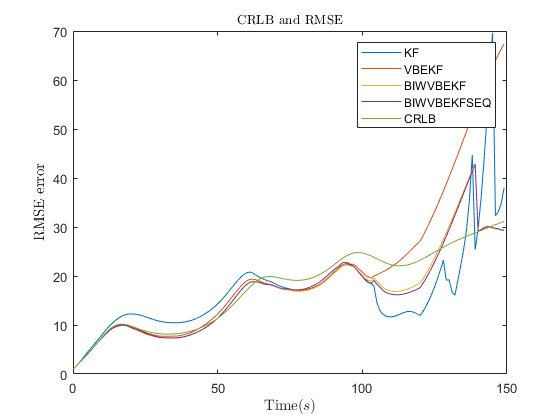 CRLB and RMSE
70
60
50
40
30
20
10
0
RMSE error
KF
VBEKF
BIWVBEKF
BIWVBEKFSEQ
CRLB
0
50
100
150
Time(s)